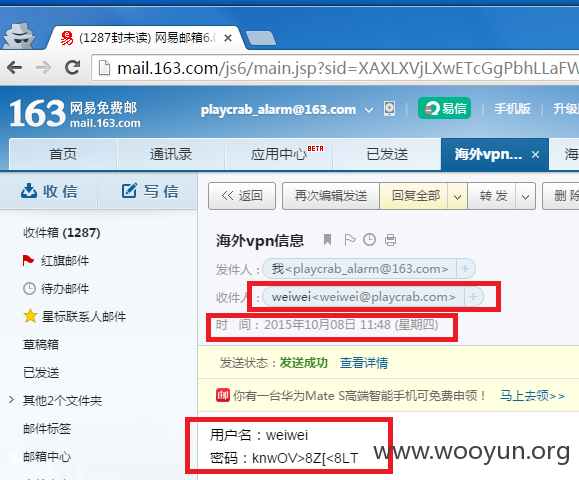 (1287封未读) 网易邮箱6.0
mail.163.com/js6/main.jsp?sid=XAXLXVjLXwETcGgPbhLLaFW
163 网易免费邮
mail.163.com
playcrab_alarm@163.com
易信
手机版
升级
首页
通讯录
应用中心 BETA
已发送
海外vpn... ×
海
收信
写信
<< 返回
再次编辑发送
回复全部
转发
删除
收件箱 (1287)
红旗邮件
待办邮件
星标联系人邮件
草稿箱
已发送
其他2个文件夹
邮件标签
邮箱中心
海外vpn信息
发件人：我<playcrab_alarm@163.com> +
收件人：weiwei<weiwei@playcrab.com> +
时 间：2015年10月08日 11:48 (星期四)
发送状态：发送成功 查看详情
你有一台华为Mate S高端智能手机可免费申领！ 马上去领>>
用户名：weiwei
密码：knwOV>8Z[<8LT
www.wooyun.org